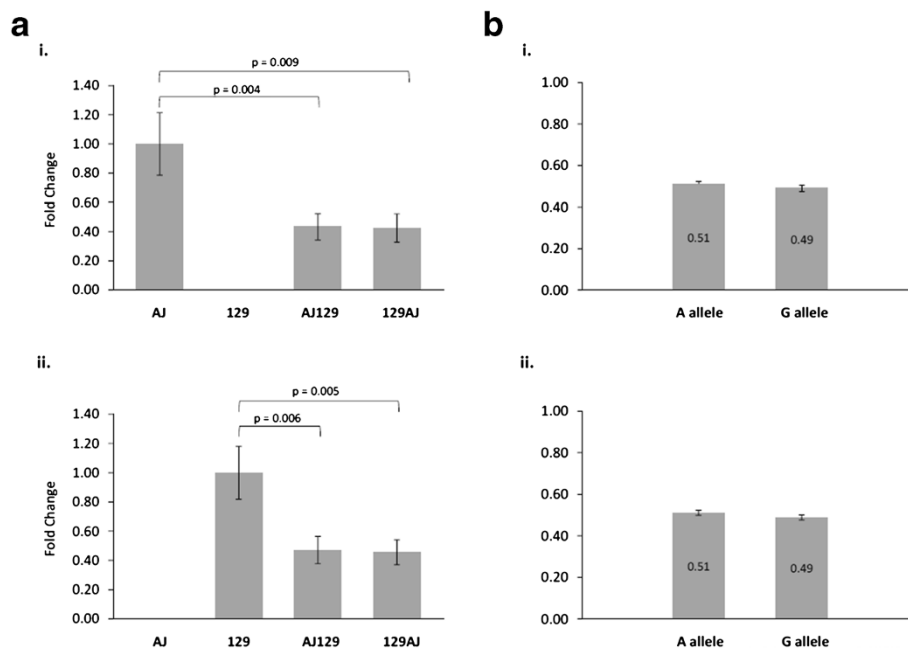 a
i.
p = 0.009
p = 0.004
1.40
1.20
1.00
0.80
0.60
0.40
0.20
0.00
Fold Change
AJ 129 AJ129 129AJ
b
i.
1.00
0.80
0.60
0.40
0.20
0.00
0.51 0.49
A allele G allele
ii.
p = 0.005
p = 0.006
1.40
1.20
1.00
0.80
0.60
0.40
0.20
0.00
Fold Change
AJ 129 AJ129 129AJ
ii.
1.00
0.80
0.60
0.40
0.20
0.00
0.51 0.49
A allele G allele